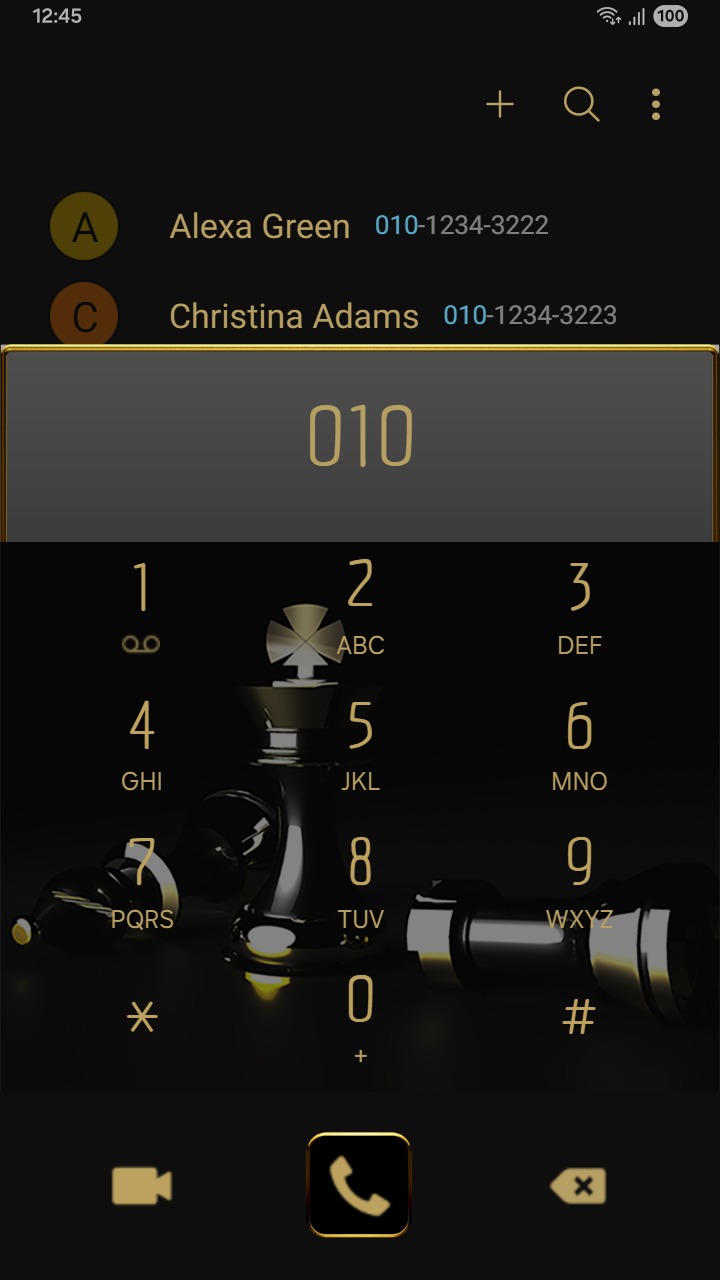 12:45 100
A Alexa Green 010-1234-3222
C Christina Adams 010-1234-3223
010
1 2 3
ABC DEF
4 5 6
GHI JKL MNO
7 8 9
PQRS TUV WXYZ
* 0 #
+